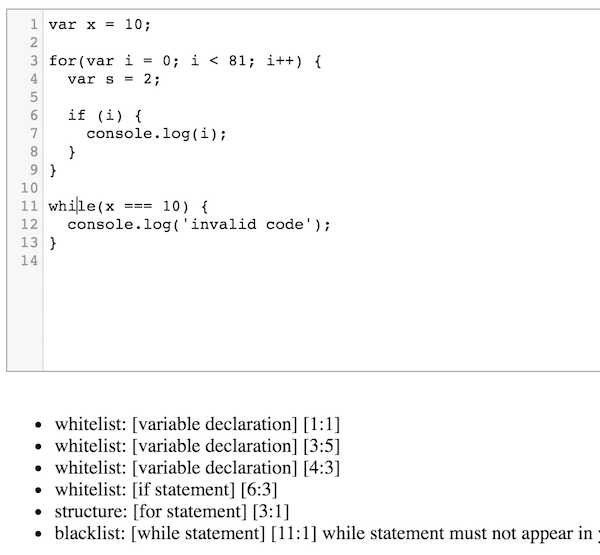 1 var x = 10;
2
3 for(var i = 0; i < 81; i++) {
4   var s = 2;
5
6   if (i) {
7     console.log(i);
8   }
9 }
10
11 while(x === 10) {
12   console.log('invalid code');
13 }
14
• whitelist: [variable declaration] [1:1]
• whitelist: [variable declaration] [3:5]
• whitelist: [variable declaration] [4:3]
• whitelist: [if statement] [6:3]
• structure: [for statement] [3:1]
• blacklist: [while statement] [11:1] while statement must not appear in